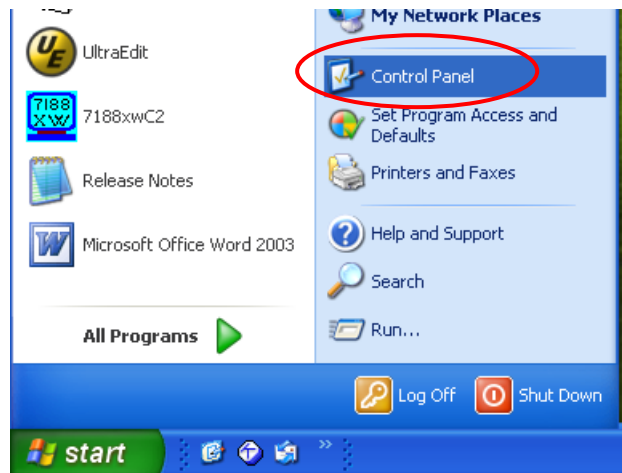 UltraEdit
7188
XW
7188xwC2
Release Notes
Microsoft Office Word 2003
All Programs
My Network Places
Control Panel
Set Program Access and
Defaults
Printers and Faxes
Help and Support
Search
Run...
Log Off
Shut Down
start